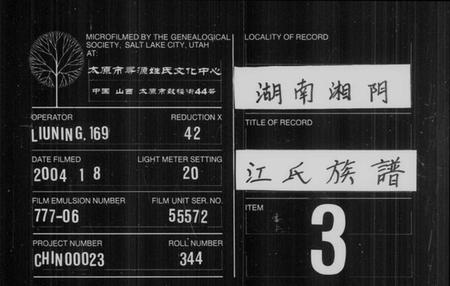 MICROFILMED BY THE GENEALOGICAL
SOCIETY, SALT LAKE CITY, UTAH
AT:
太原市寻源姓氏文化中心
中国 山西 太原市鼓楼街44号
OPERATOR
LIUNING, 169
REDUCTION X
42
DATE FILMED
2004 1 8
LIGHT METER SETTING
20
FILM EMULSION NUMBER
777-06
FILM UNIT SER. NO.
55572
PROJECT NUMBER
CHIN00023
ROLL NUMBER
344
LOCALITY OF RECORD
湖南湘阴
TITLE OF RECORD
江氏族譜
ITEM
3